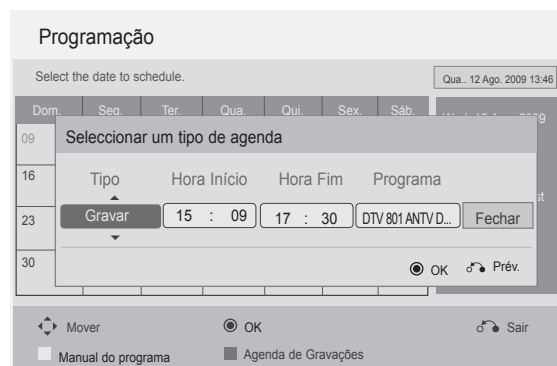 Programação
Select the date to schedule.
Qua.. 12 Ago. 2009 13:46
Dom. Seg. Ter. Qua. Qui. Sex. Sáb.
09
Seleccionar um tipo de agenda
16
Tipo Hora Início Hora Fim Programa
23
Gravar 15 : 09 17 : 30 DTV 801 ANTV D... Fechar
30
OK Prév.
Mover OK Sair
Manual do programa Agenda de Gravações